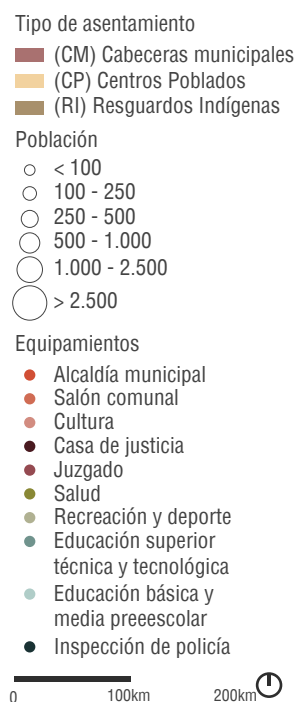 Tipo de asentamiento
(CM) Cabeceras municipales
(CP) Centros Poblados
(RI) Resguardos Indígenas
Población
< 100
100 - 250
250 - 500
500 - 1.000
1.000 - 2.500
> 2.500
Equipamientos
Alcaldía municipal
Salón comunal
Cultura
Casa de justicia
Juzgado
Salud
Recreación y deporte
Educación superior
técnica y tecnológica
Educación básica y
media preeescolar
Inspección de policía
0 100km 200km